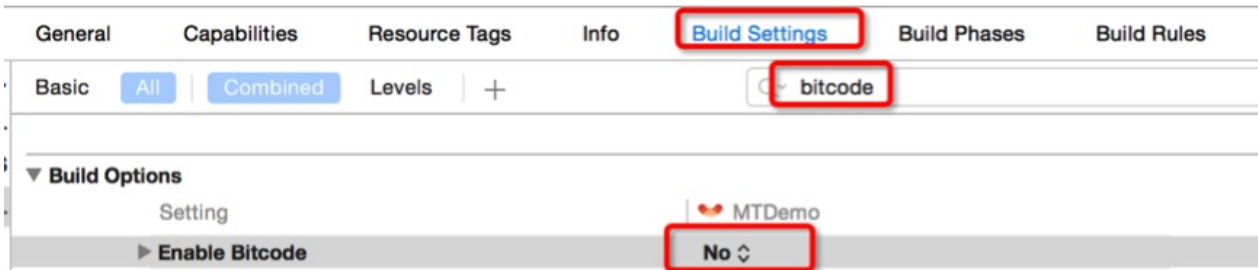 General Capabilities Resource Tags Info Build Settings Build Phases Build Rules
Basic All Combined Levels + bitcode
Build Options
Setting MTDemo
Enable Bitcode No